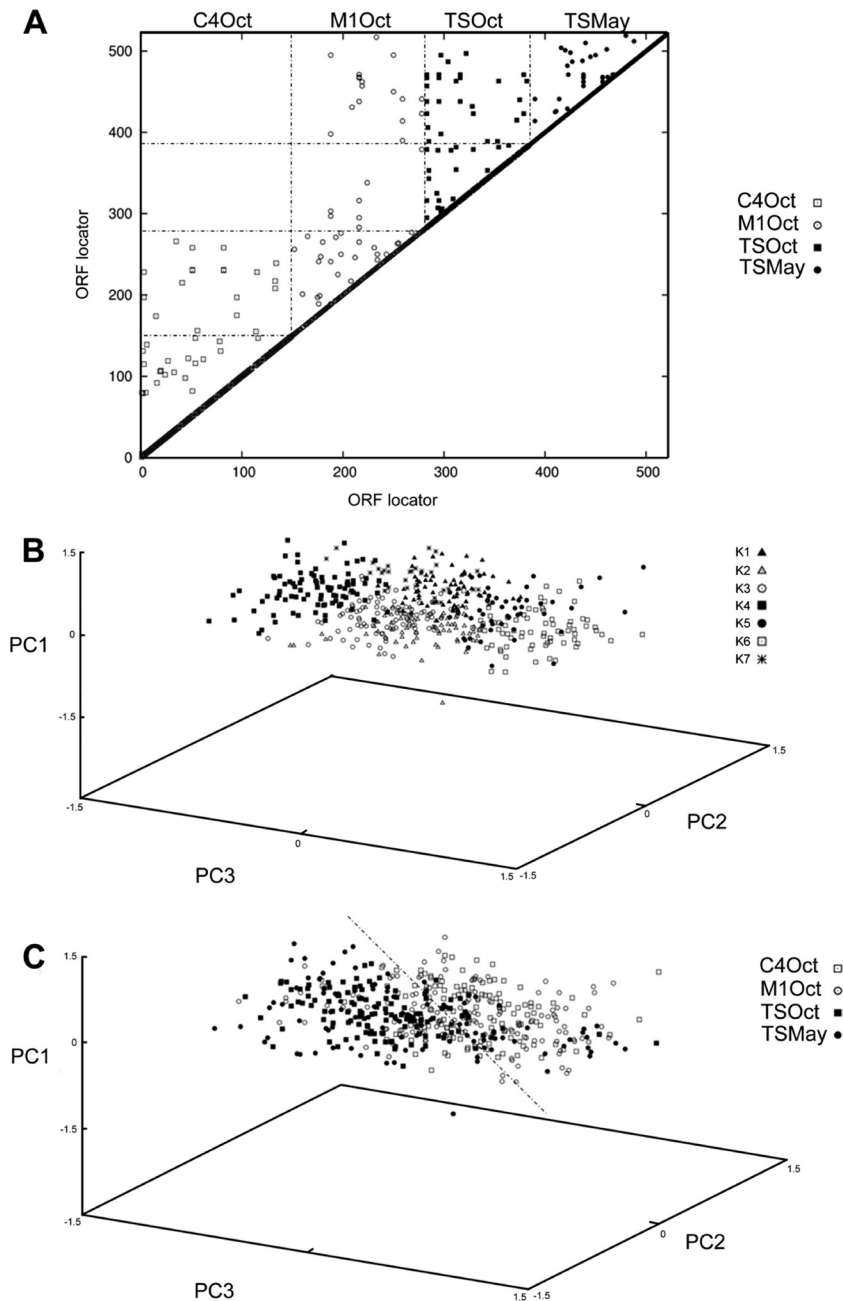 A
C4Oct M1Oct TSOct TSMay
500
400
300
200
100
0
ORF locator
0 100 200 300 400 500
ORF locator
C4Oct
M1Oct
TSOct
TSMay
B
1.5
0
-1.5
PC1
K1
K2
K3
K4
K5
K6
K7
-1.5
0
1.5
PC3
-1.5
0
1.5
PC2
C
1.5
0
-1.5
PC1
C4Oct
M1Oct
TSOct
TSMay
-1.5
1.5
PC3
-1.5
0
1.5
PC2